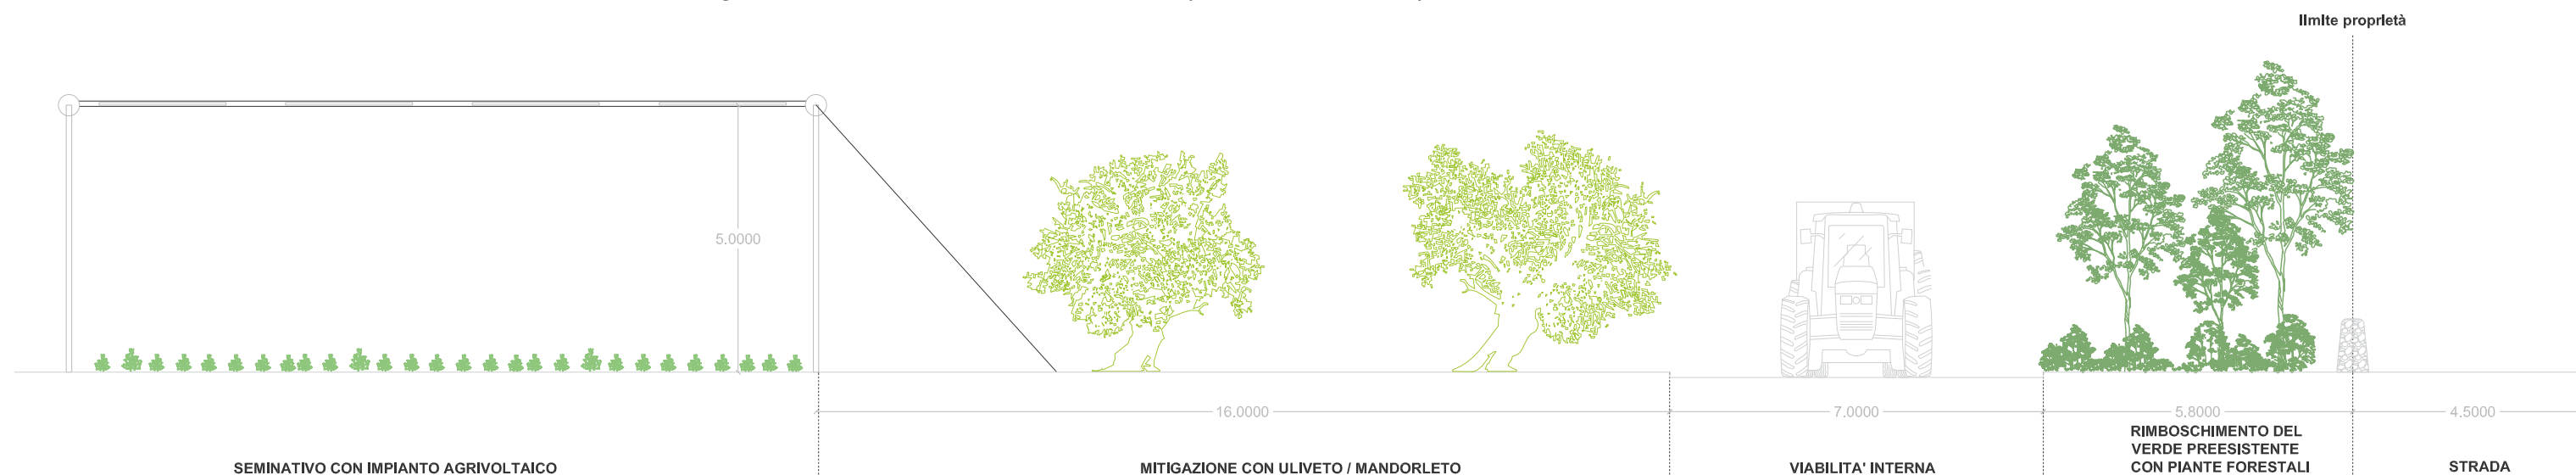 limite proprietà
5.0000
16.0000
7.0000
5.8000
4.5000
SEMINATIVO CON IMPIANTO AGRIVOLTAICO
MITIGAZIONE CON ULIVETO / MANDORLETO
VIABILITA' INTERNA
RIMBOSCHIMENTO DEL
VERDE PREESISTENTE
CON PIANTE FORESTALI
STRADA